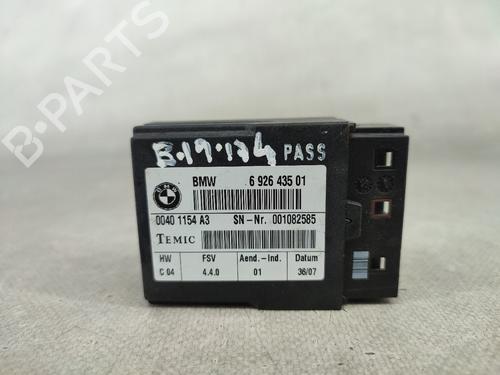 B-PARTS
B.19.174 PASS
BMW 6 926 435 01
0040 1154 A3 SN-Nr. 001082585
TEMIC
HW FSV Aend.-Ind. Datum
C 04 4.4.0 01 36/07